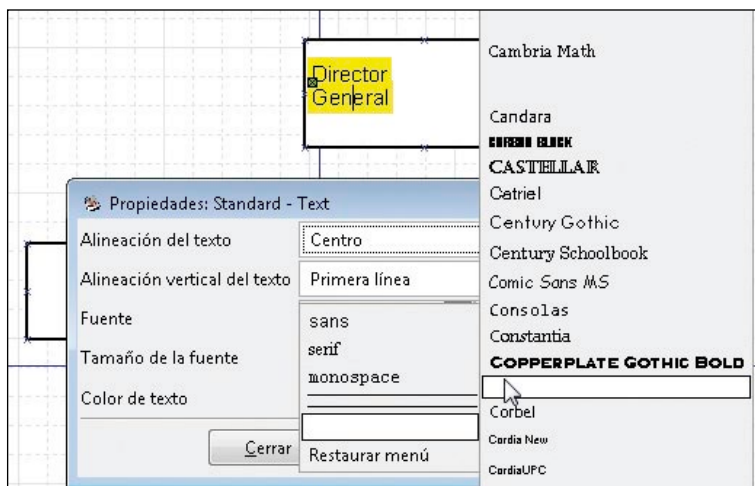 Director
General
Propiedades: Standard - Text
Alineación del texto
Centro
Alineación vertical del texto
Primera línea
Fuente
sans
serif
monospace
Tamaño de la fuente
Color de texto
Cerrar
Restaurar menú
Cambria Math
Candara
CARBON BLOCK
CASTELLAR
Catriel
Century Gothic
Century Schoolbook
Comic Sans MS
Consolas
Constantia
COPPERPLATE GOTHIC BOLD
Corbel
Cordia New
CordiaUPC